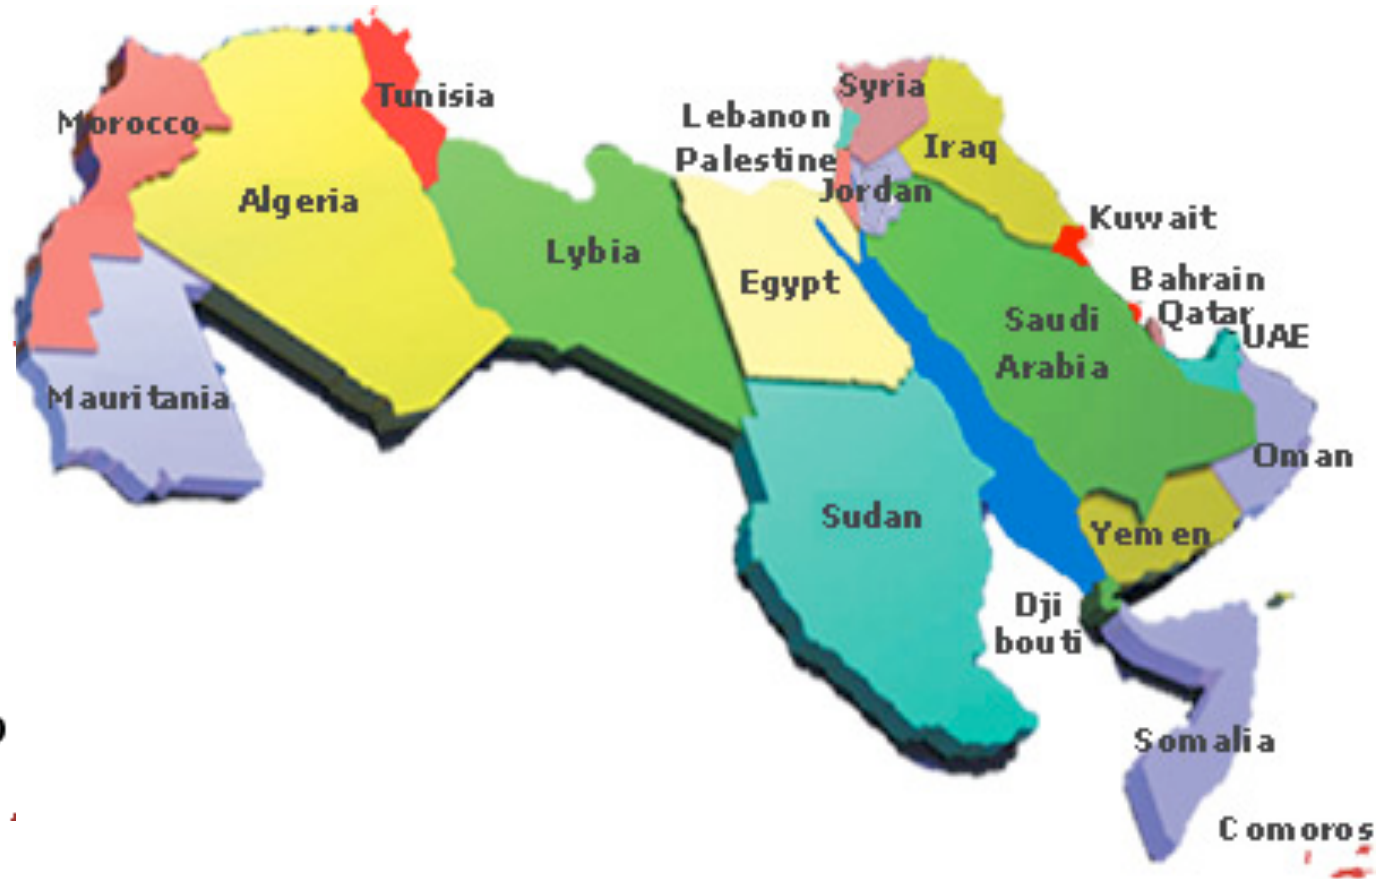 Syria
Tunisia
Lebanon
Morocco
Iraq
Palestine
Jordan
Algeria
Kuwait
Lybia
Egypt
Bahrain
Qatar
Saudi
Arabia
UAE
Mauritania
Oman
Sudan
Yemen
Dji
bouti
Somalia
Comoros